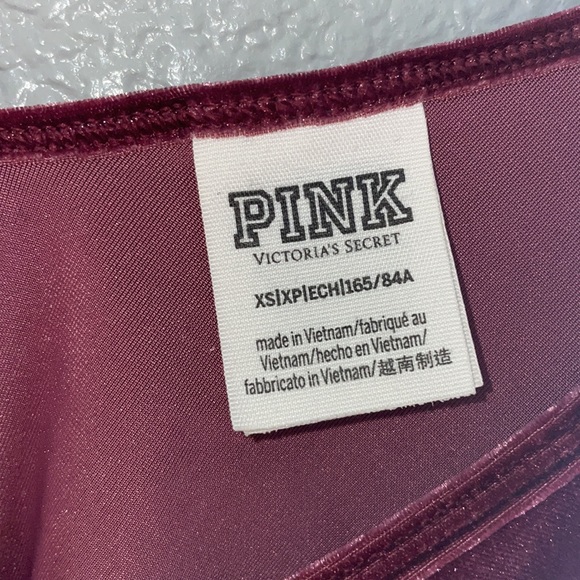 PINK
VICTORIA'S SECRET
XS|XP|ECH|165/84A
made in Vietnam/fabriqué au
Vietnam/hecho en Vietnam/
fabbricato in Vietnam/越南制造